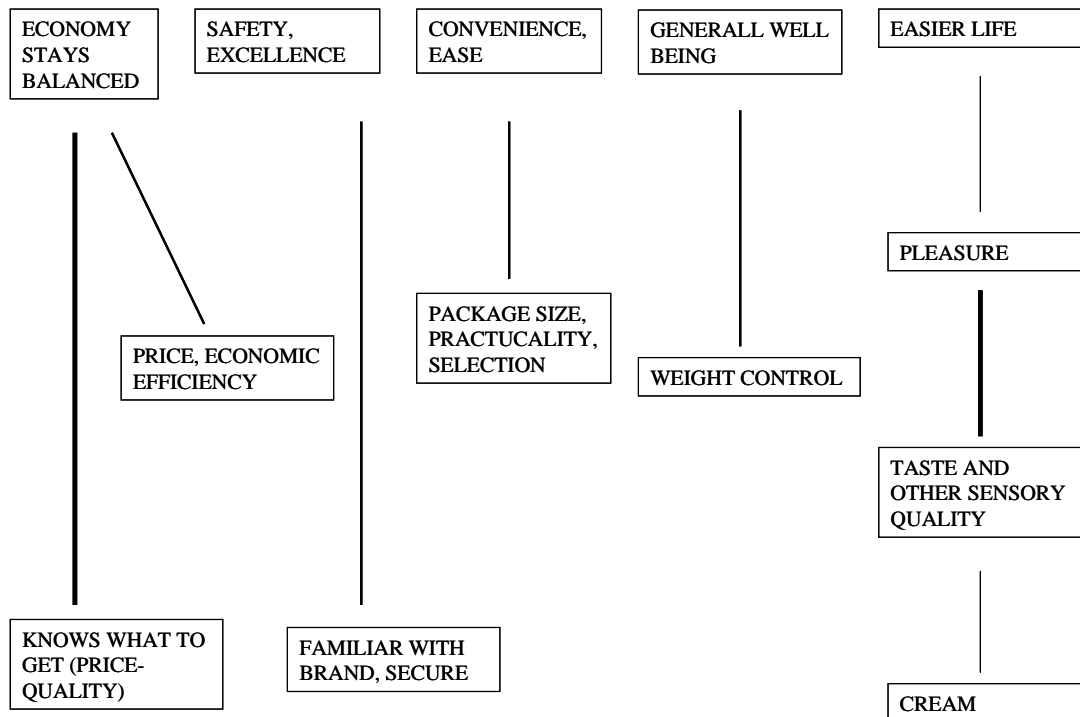 ECONOMY
STAYS
BALANCED
SAFETY,
EXCELLENCE
CONVENIENCE,
EASE
GENERALL WELL
BEING
EASIER LIFE
PLEASURE
PACKAGE SIZE,
PRACTUCALITY,
SELECTION
PRICE, ECONOMIC
EFFICIENCY
WEIGHT CONTROL
TASTE AND
OTHER SENSORY
QUALITY
KNOWS WHAT TO
GET (PRICE-
QUALITY)
FAMILIAR WITH
BRAND, SECURE
CREAM